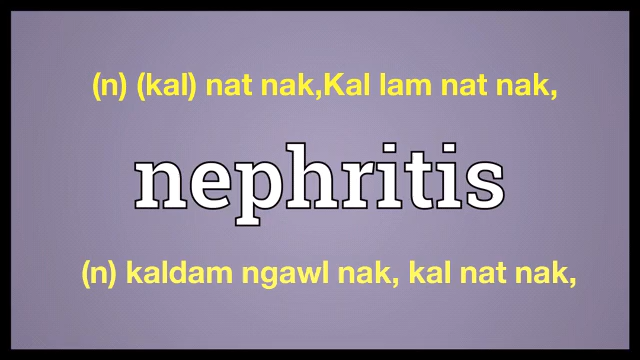 (n) (kal) nat nak,Kal lam nat nak,
nephritis
(n) kaldam ngawl nak, kal nat nak,